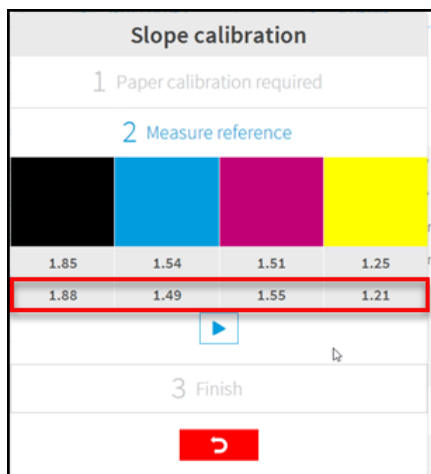 Slope calibration
1 Paper calibration required
2 Measure reference
1.85 1.54 1.51 1.25
1.88 1.49 1.55 1.21
3 Finish